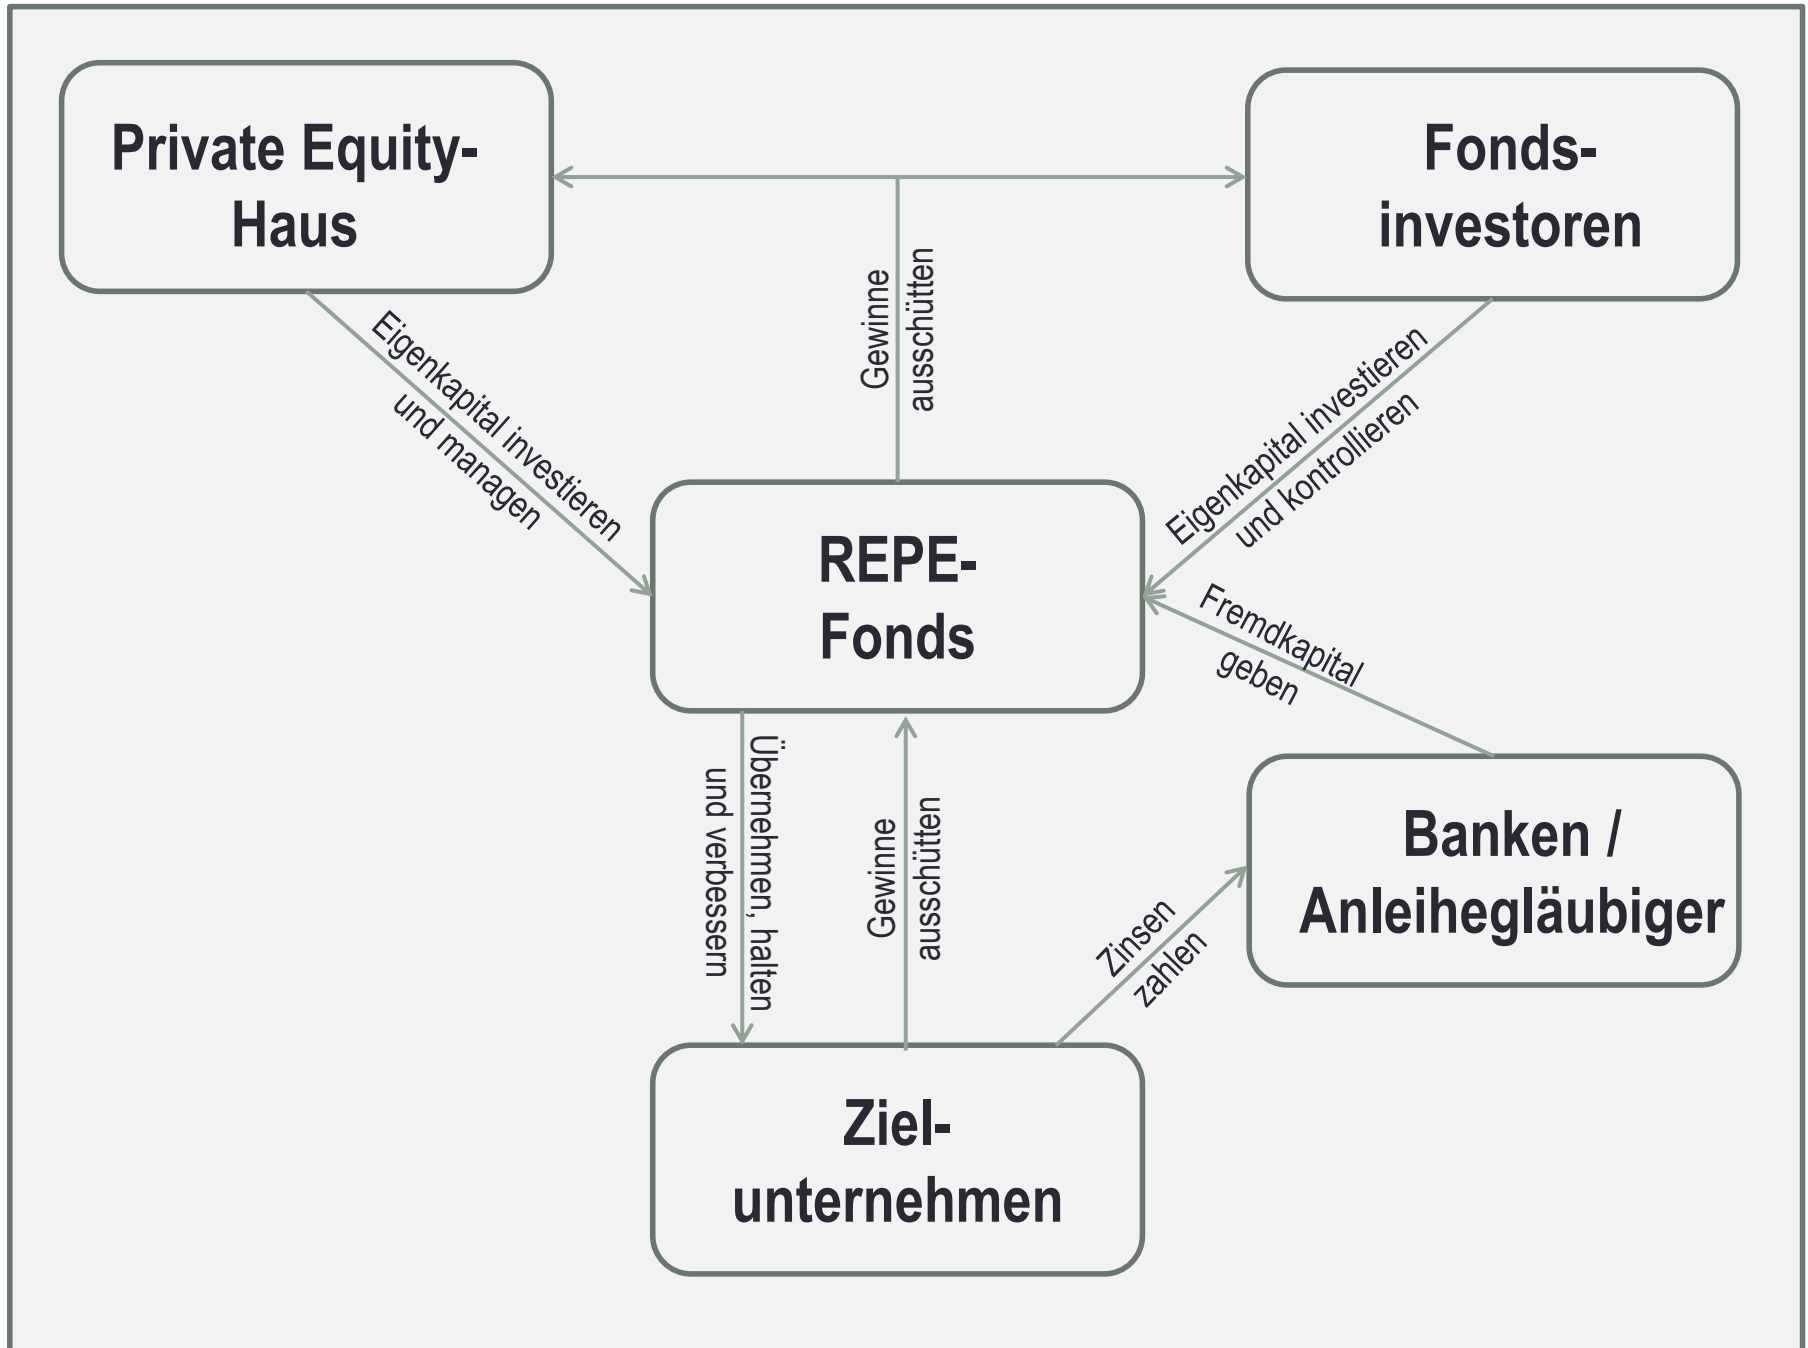 Private Equity-
Haus
Fonds-
investoren
Gewinne
ausschütten
Eigenkapital investieren
und managen
Eigenkapital investieren
und kontrollieren
REPE-
Fonds
Fremdkapital
geben
Übernehmen, halten
und verbessern
Gewinne
ausschütten
Banken /
Anleihegläubiger
Zinsen
zahlen
Ziel-
unternehmen